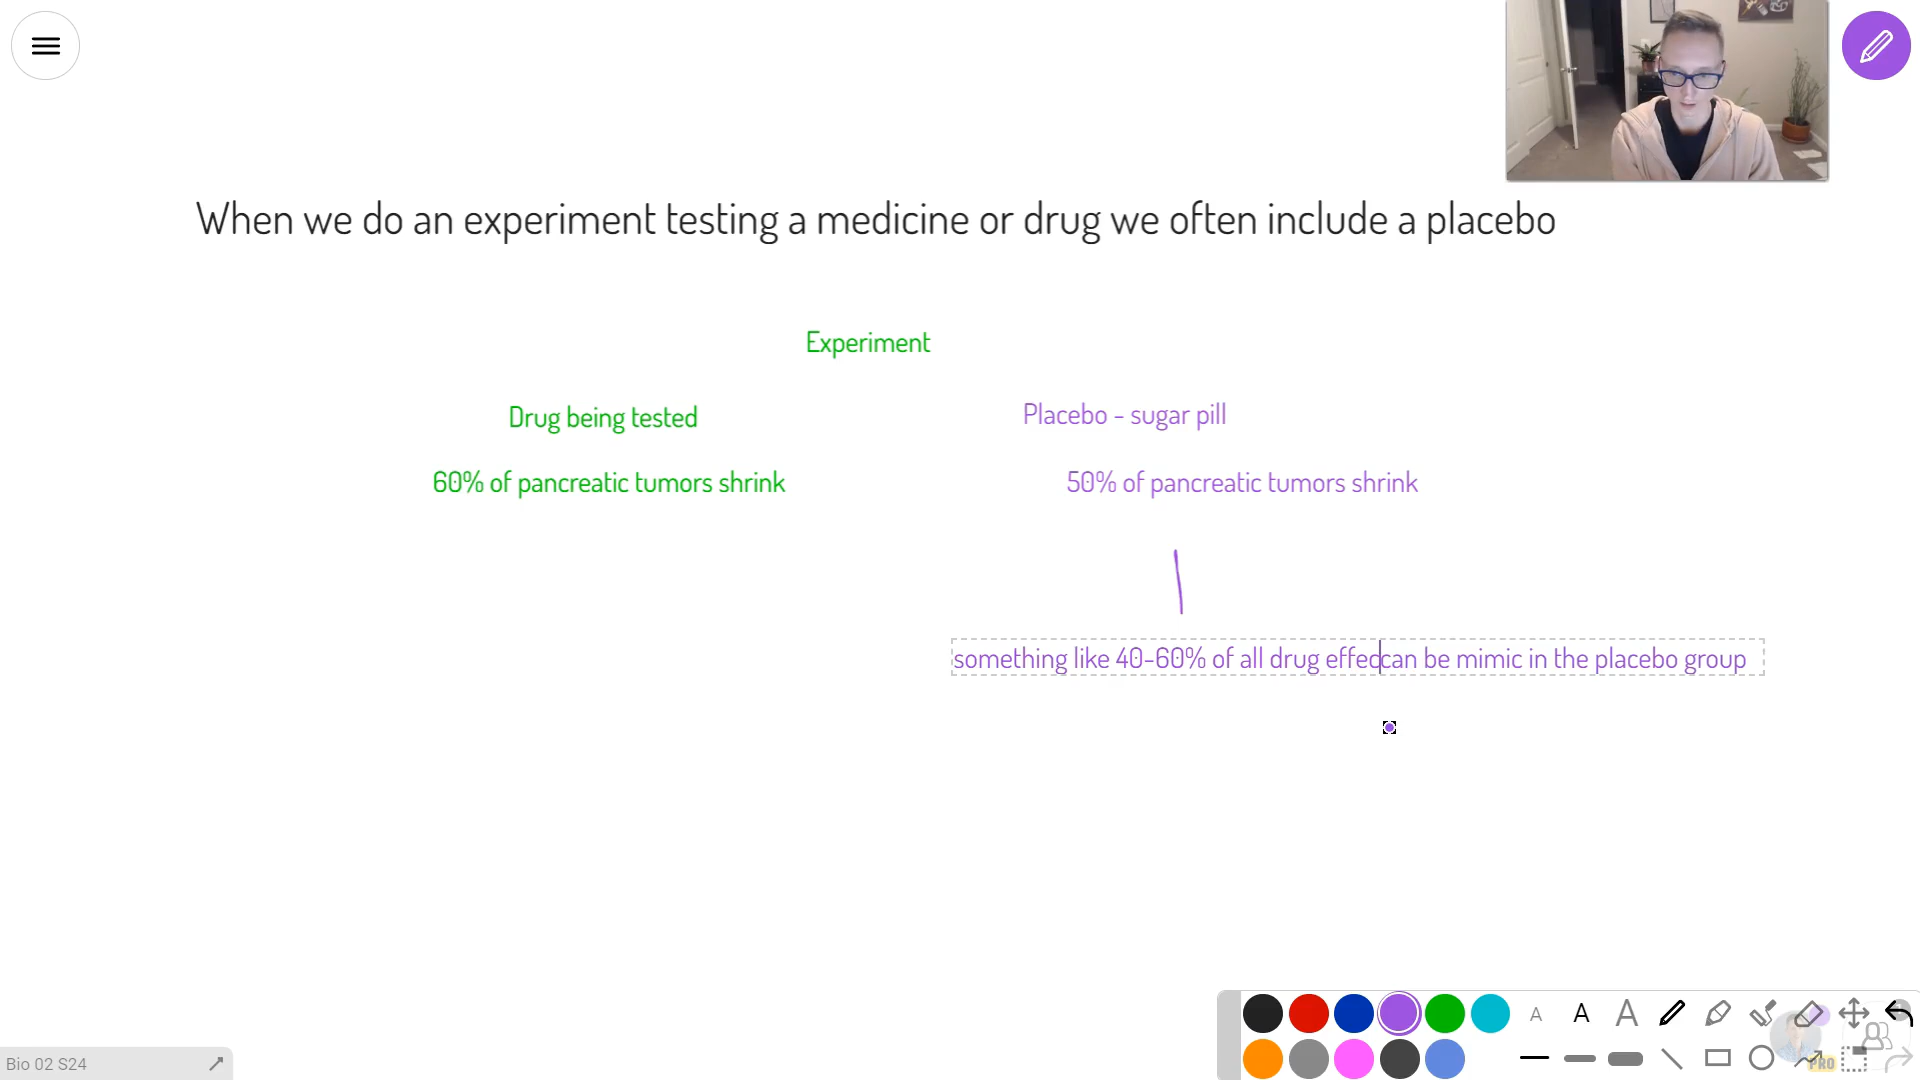 When we do an experiment testing a medicine or drug we often include a placebo
Experiment
Drug being tested
Placebo - sugar pill
60% of pancreatic tumors shrink
50% of pancreatic tumors shrink
something like 40-60% of all drug effeccan be mimic in the placebo group
A A A
PRO
Bio 02 S24